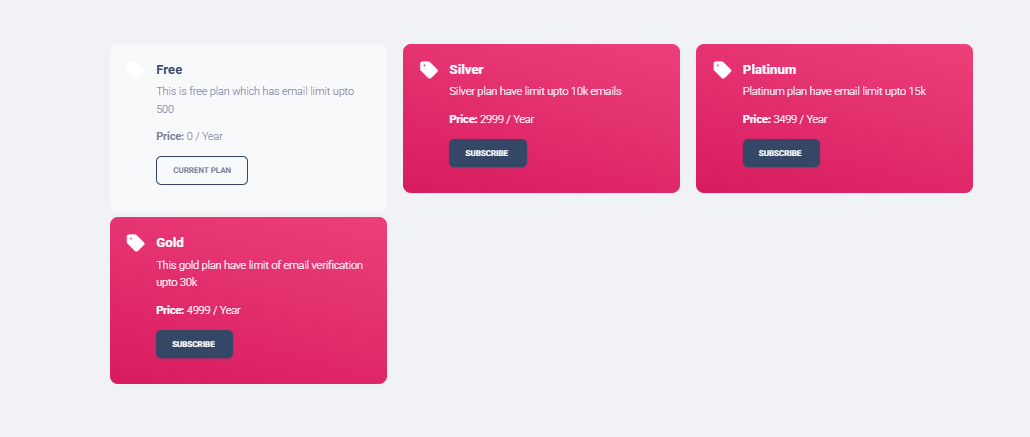 Free
This is free plan which has email limit upto
500
Price: 0 / Year
CURRENT PLAN
Silver
Silver plan have limit upto 10k emails
Price: 2999 / Year
SUBSCRIBE
Platinum
Platinum plan have email limit upto 15k
Price: 3499 / Year
SUBSCRIBE
Gold
This gold plan have limit of email verification
upto 30k
Price: 4999 / Year
SUBSCRIBE